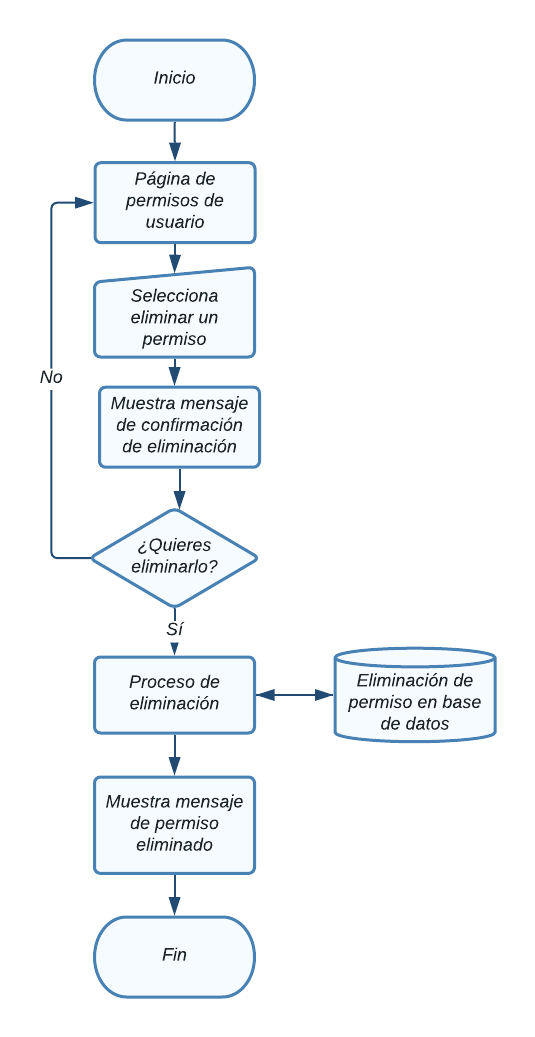 Inicio
Página de
permisos de
usuario
Selecciona
eliminar un
permiso
No
Muestra mensaje
de confirmación
de eliminación
¿Quieres
eliminarlo?
Sí
Proceso de
eliminación
Eliminación de
permiso en base
de datos
Muestra mensaje
de permiso
eliminado
Fin